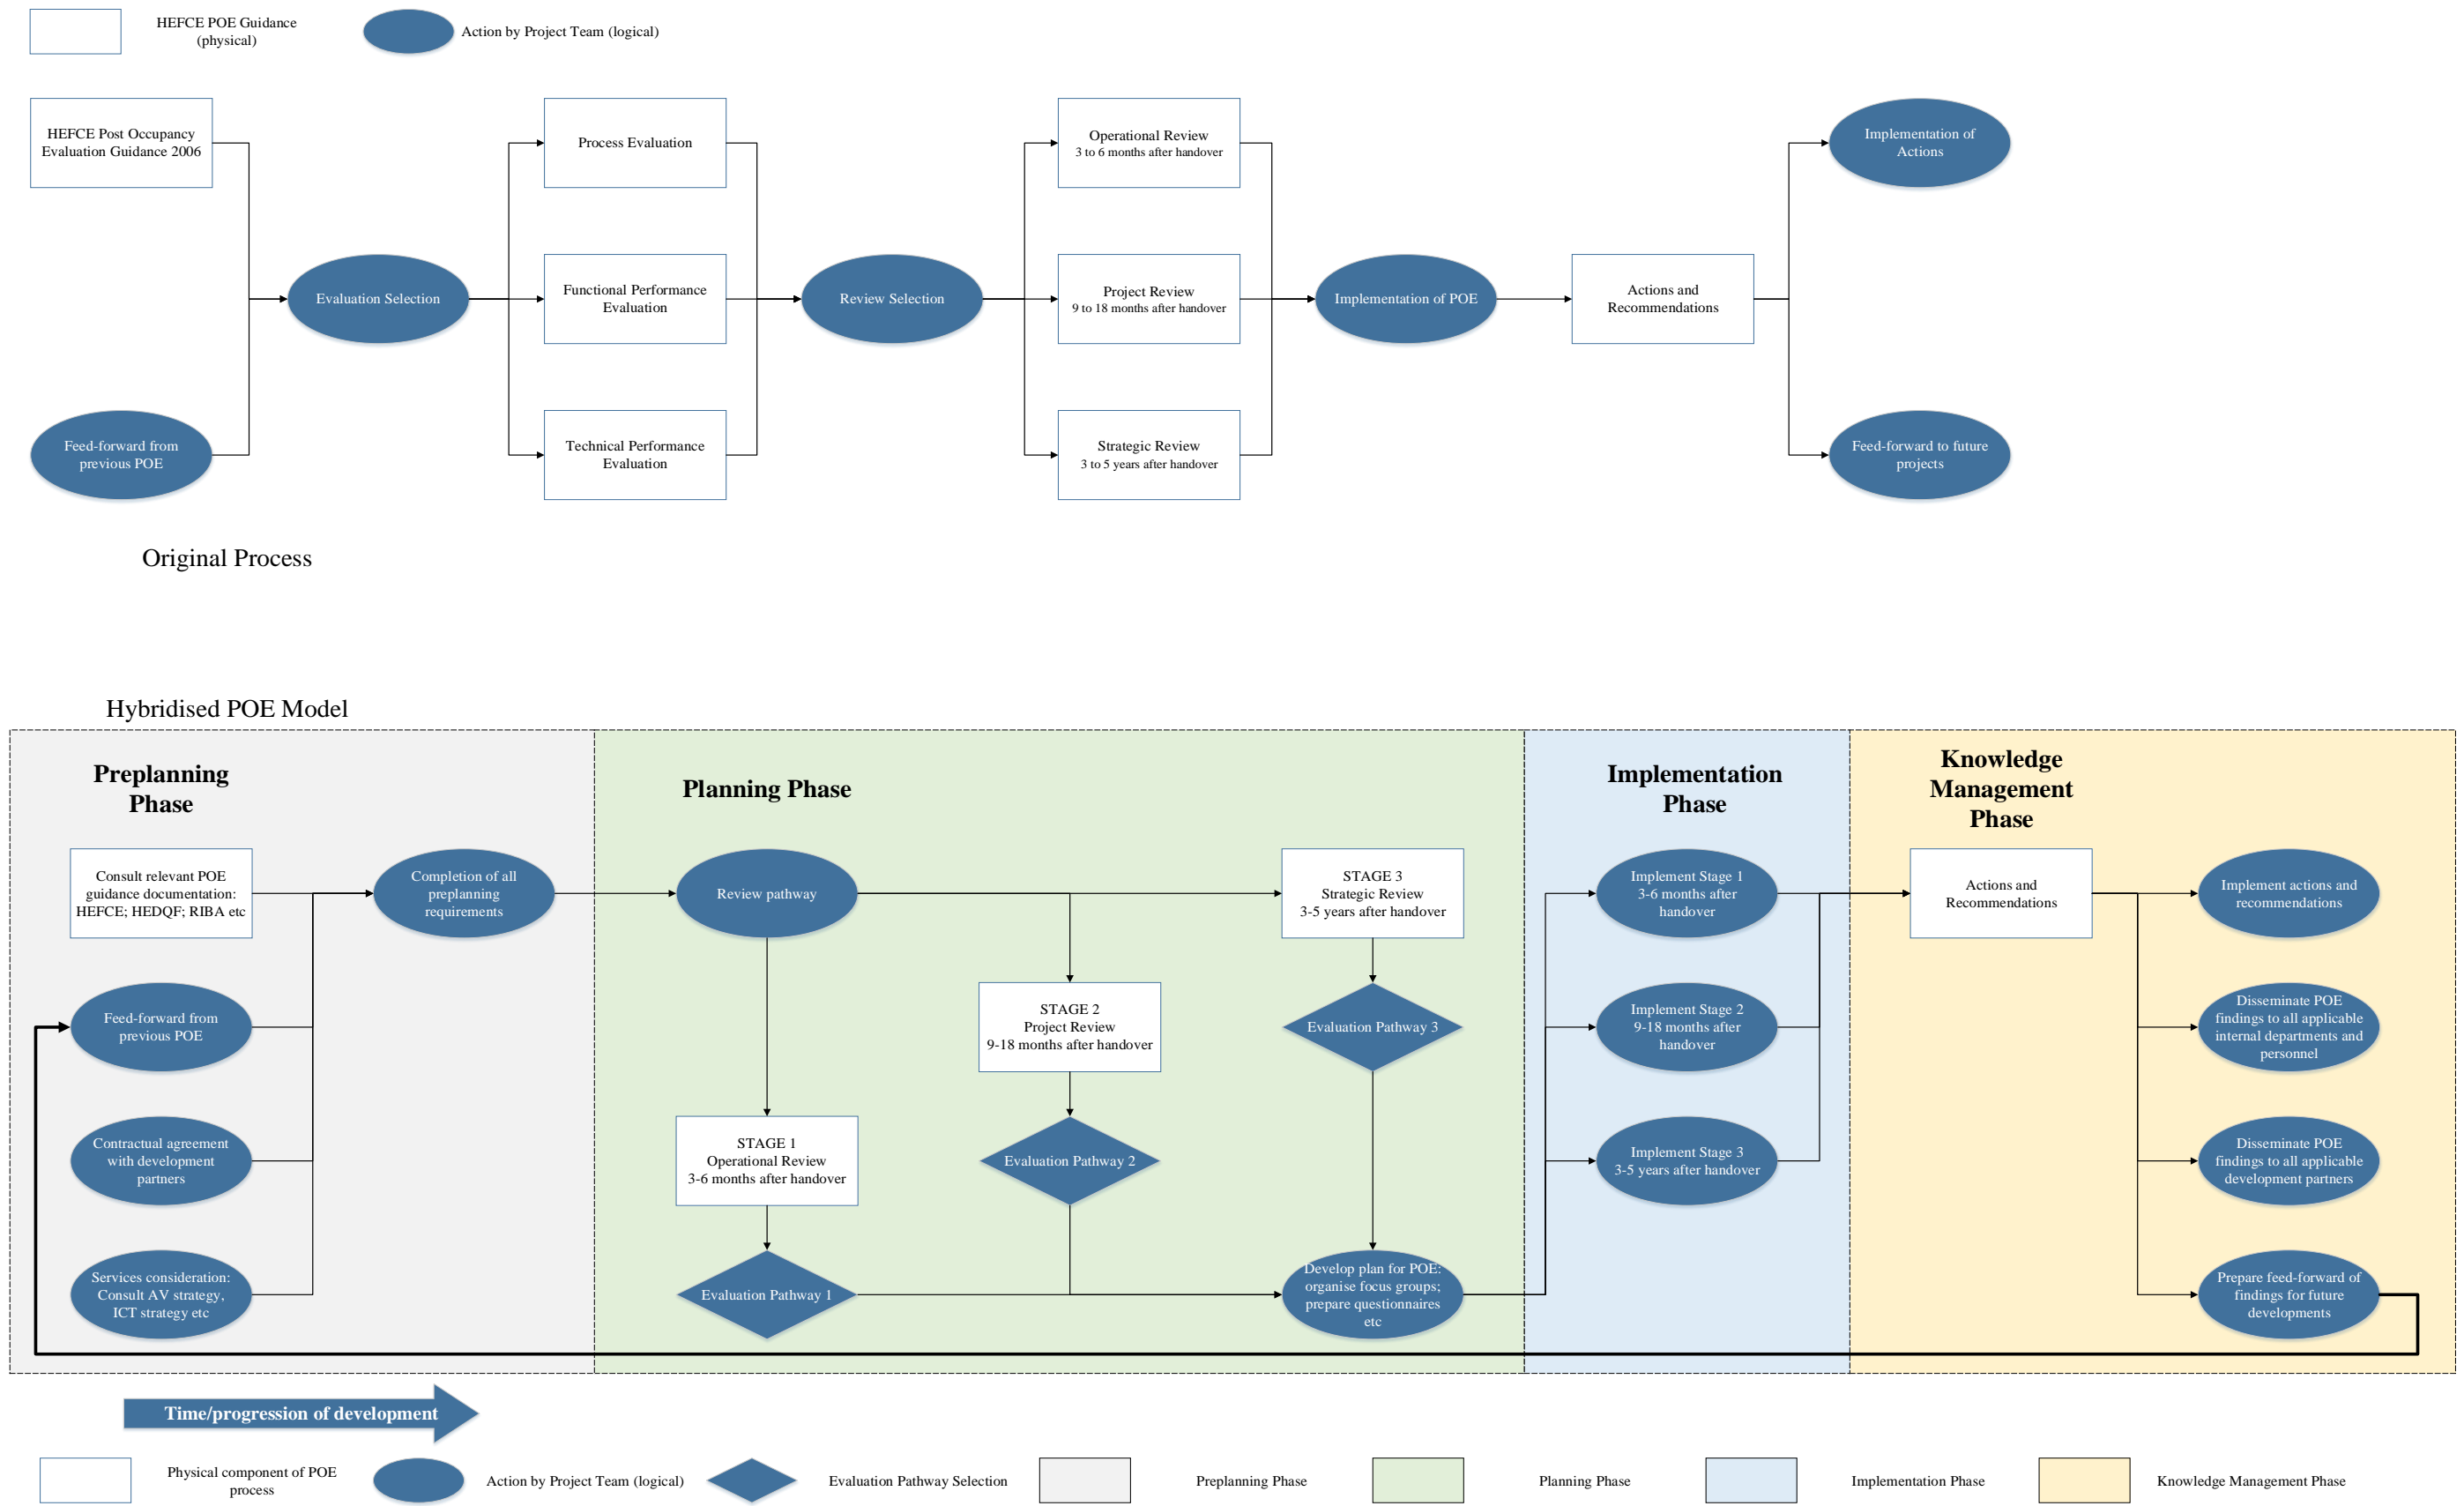 HEFCE POE Guidance
(physical)
Action by Project Team (logical)
HEFCE Post Occupancy
Evaluation Guidance 2006
Feed-forward from
previous POE
Evaluation Selection
Process Evaluation
Functional Performance
Evaluation
Technical Performance
Evaluation
Review Selection
Operational Review
3 to 6 months after handover
Project Review
9 to 18 months after handover
Strategic Review
3 to 5 years after handover
Implementation of POE
Actions and
Recommendations
Implementation of
Actions
Feed-forward to future
projects
Original Process
Hybridised POE Model
Preplanning
Phase
Consult relevant POE
guidance documentation:
HEFCE; HEDQF; RIBA etc
Feed-forward from
previous POE
Contractual agreement
with development
partners
Services consideration:
Consult AV strategy,
ICT strategy etc
Completion of all
preplanning
requirements
Planning Phase
Review pathway
STAGE 1
Operational Review
3-6 months after handover
Evaluation Pathway 1
STAGE 2
Project Review
9-18 months after handover
Evaluation Pathway 2
STAGE 3
Strategic Review
3-5 years after handover
Evaluation Pathway 3
Develop plan for POE:
organise focus groups;
prepare questionnaires
etc
Implementation
Phase
Implement Stage 1
3-6 months after
handover
Implement Stage 2
9-18 months after
handover
Implement Stage 3
3-5 years after handover
Knowledge
Management
Phase
Actions and
Recommendations
Implement actions and
recommendations
Disseminate POE
findings to all applicable
internal departments and
personnel
Disseminate POE
findings to all applicable
development partners
Prepare feed-forward of
findings for future
developments
Time/progression of development
Physical component of POE
process
Action by Project Team (logical)
Evaluation Pathway Selection
Preplanning Phase
Planning Phase
Implementation Phase
Knowledge Management Phase